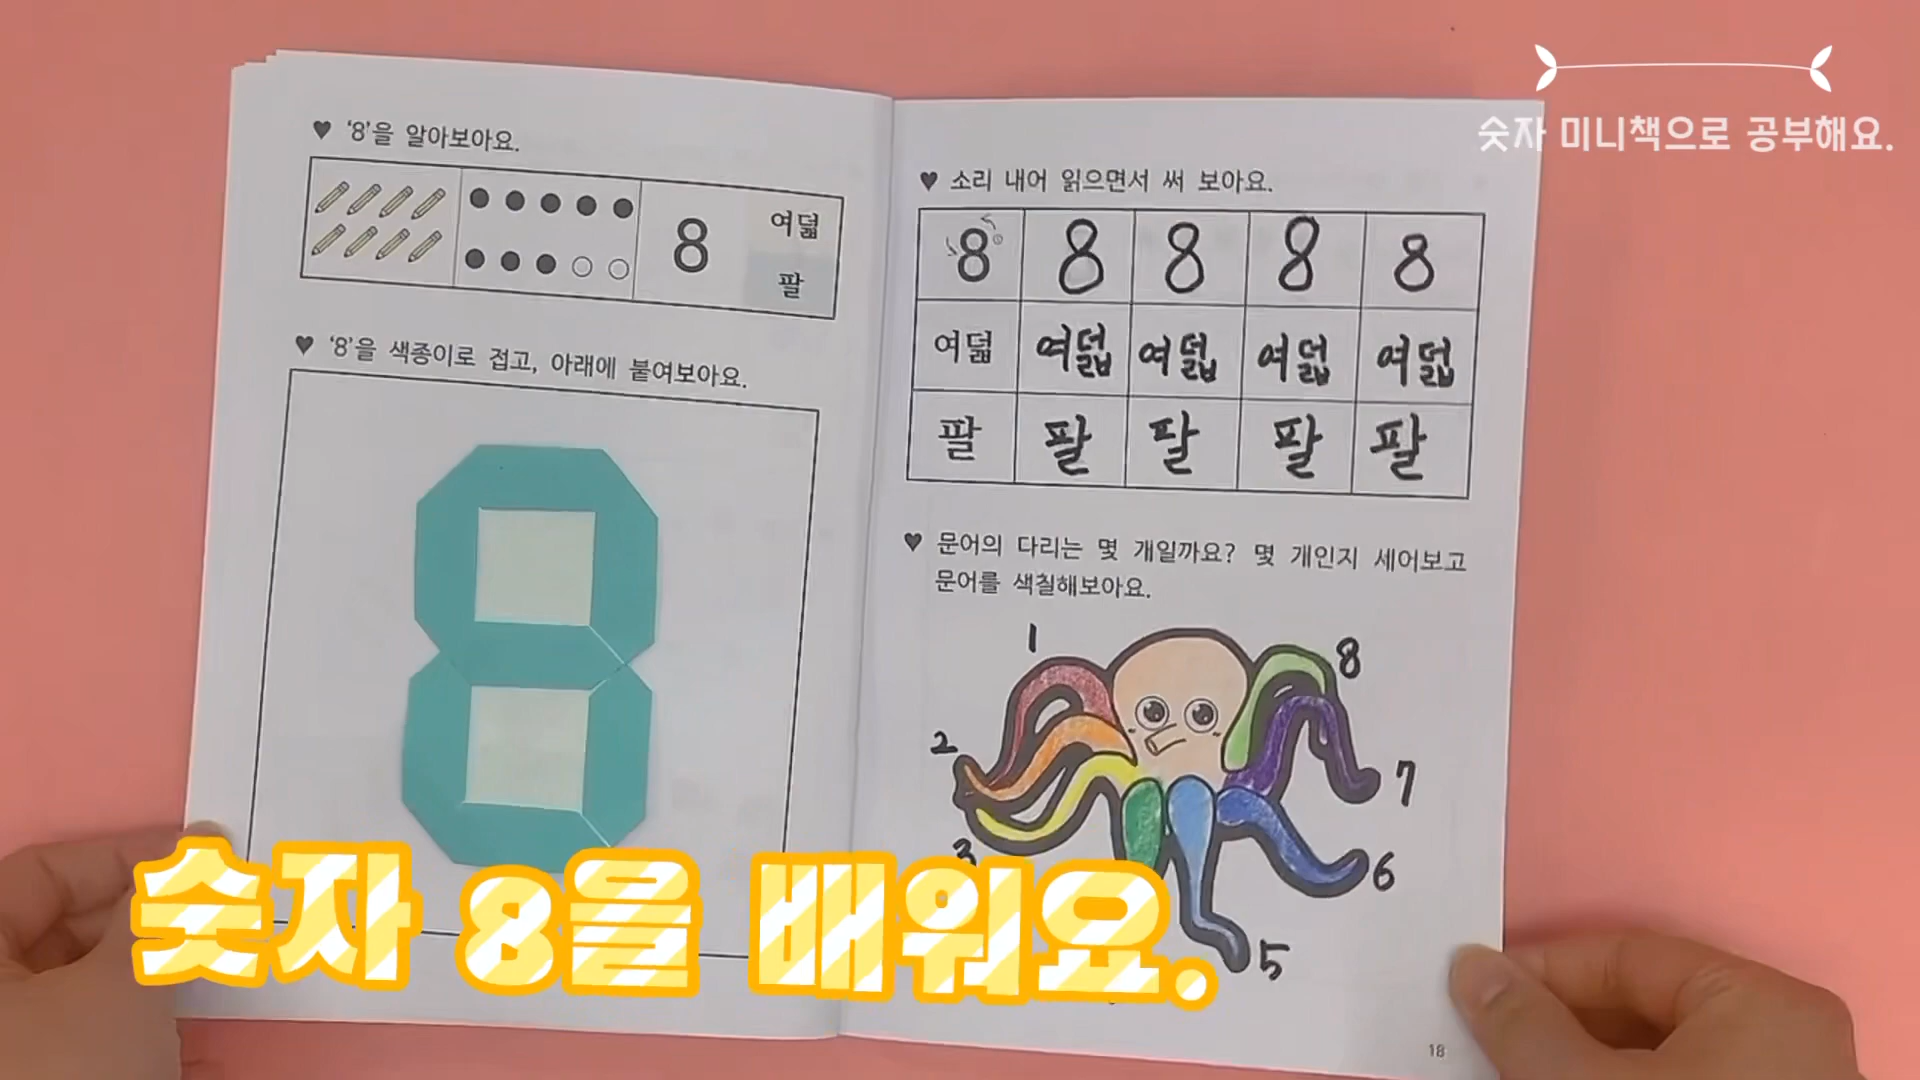 숫자 미니책으로 공부해요.
♥ '8'을 알아보아요.
8
여덟
팔
♥ '8'을 색종이로 접고, 아래에 붙여보아요.
♥ 소리 내어 읽으면서 써 보아요.
8 8 8 8 8
여덟 여덟 여덟 여덟 여덟
팔 팔 팔 팔 팔
♥ 문어의 다리는 몇 개일까요? 몇 개인지 세어보고
문어를 색칠해보아요.
1
8
2
7
3
6
5
숫자 8을 배워요.
18